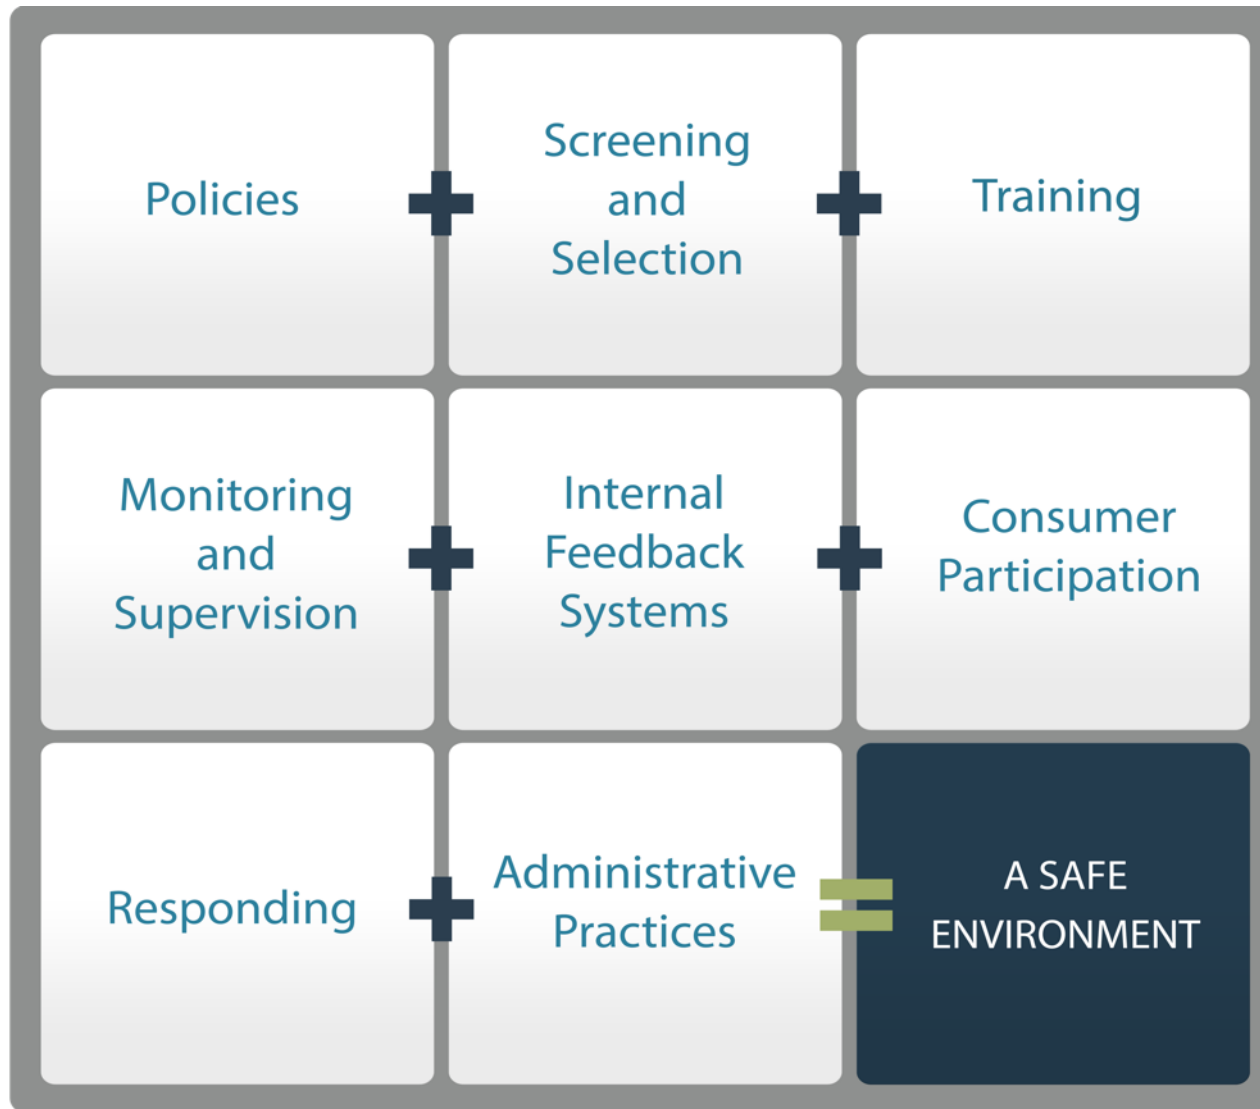 Policies
Screening
and
Selection
Training
Monitoring
and
Supervision
Internal
Feedback
Systems
Consumer
Participation
Responding
Administrative
Practices
A SAFE
ENVIRONMENT